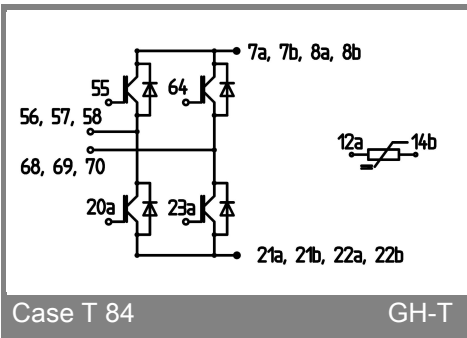 7a, 7b, 8a, 8b
55
64
56, 57, 58
12a
14b
68, 69, 70
20a
23a
21a, 21b, 22a, 22b
Case T 84
GH-T